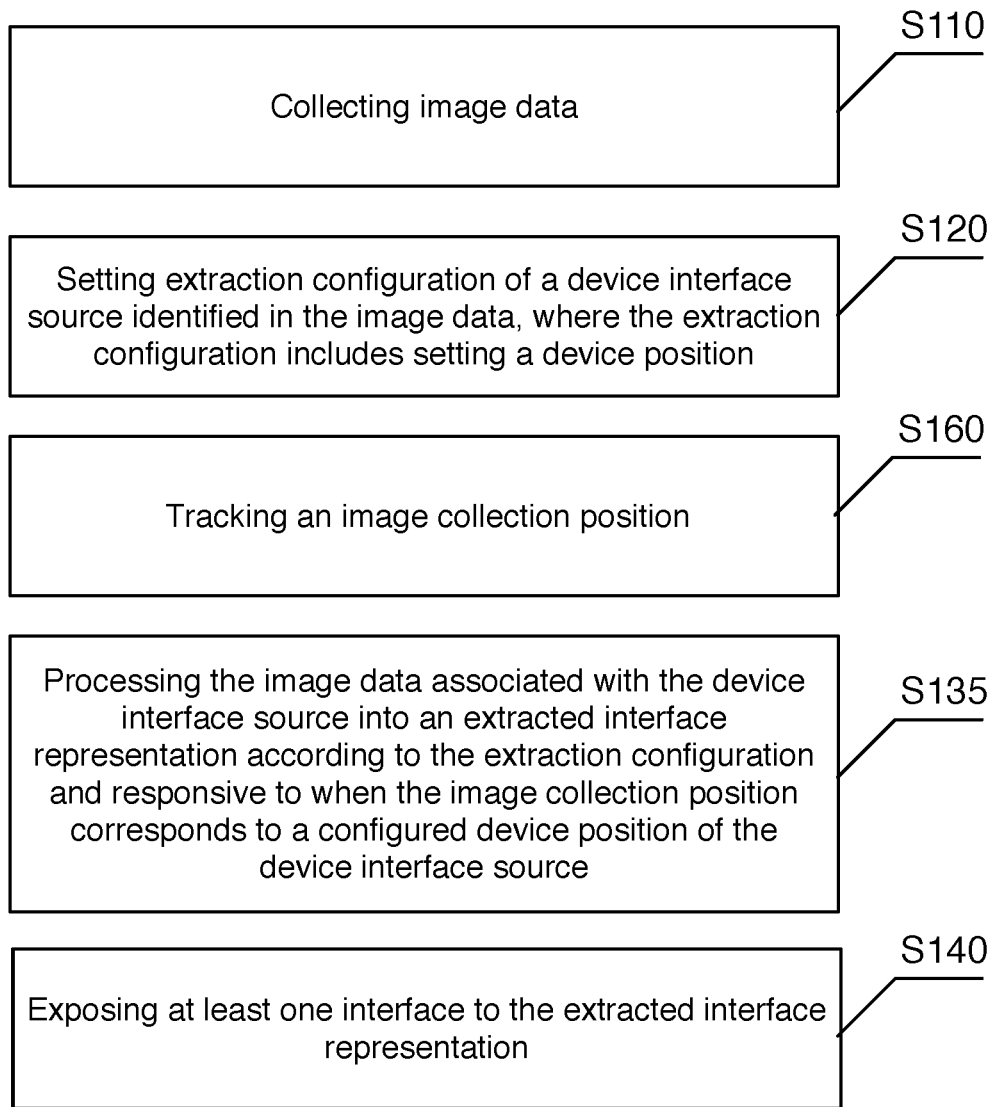 S110
Collecting image data
S120
Setting extraction configuration of a device interface
source identified in the image data, where the extraction
configuration includes setting a device position
S160
Tracking an image collection position
S135
Processing the image data associated with the device
interface source into an extracted interface
representation according to the extraction configuration
and responsive to when the image collection position
corresponds to a configured device position of the
device interface source
S140
Exposing at least one interface to the extracted interface
representation